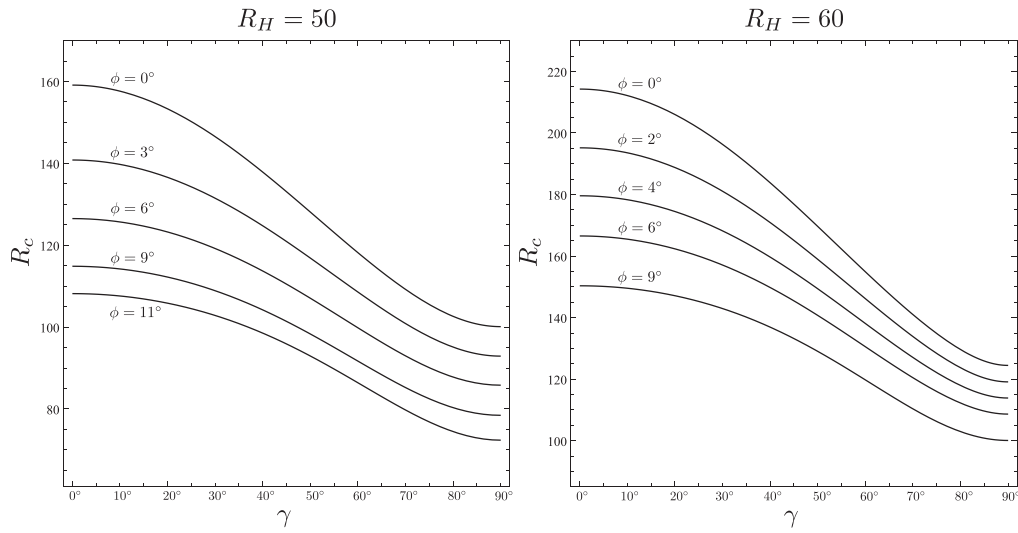 R_H = 50
160
140
120
100
80
R_c
ϕ = 0°
ϕ = 3°
ϕ = 6°
ϕ = 9°
ϕ = 11°
0° 10° 20° 30° 40° 50° 60° 70° 80° 90°
γ
R_H = 60
220
200
180
160
140
120
100
R_c
ϕ = 0°
ϕ = 2°
ϕ = 4°
ϕ = 6°
ϕ = 9°
0° 10° 20° 30° 40° 50° 60° 70° 80° 90°
γ